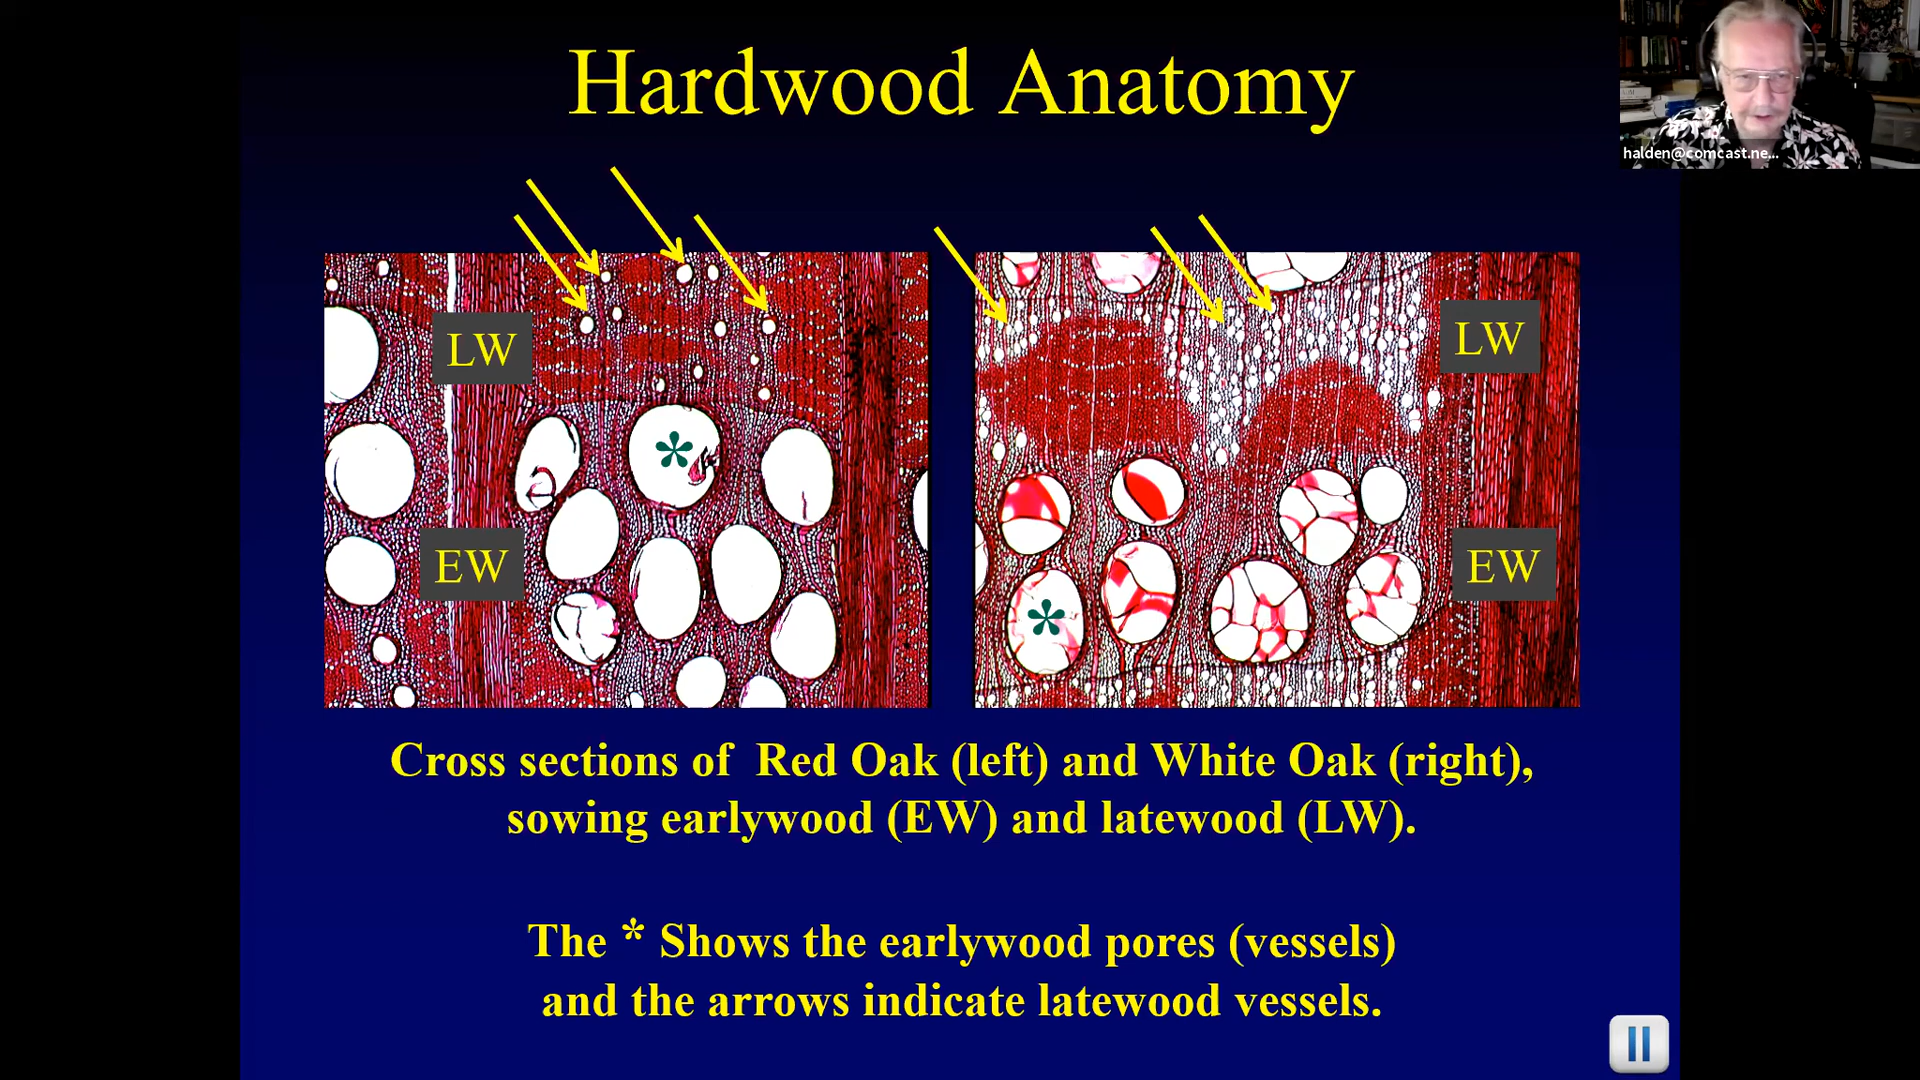 Hardwood Anatomy
halden@comcast.ne...
LW
EW
*
LW
EW
*
Cross sections of Red Oak (left) and White Oak (right),
sowing earlywood (EW) and latewood (LW).
The * Shows the earlywood pores (vessels)
and the arrows indicate latewood vessels.